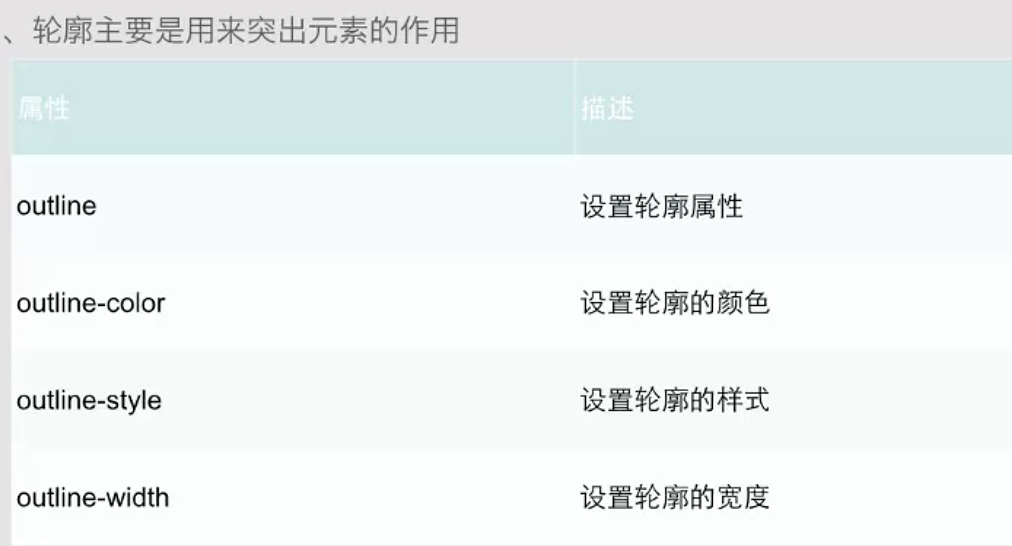 、轮廓主要是用来突出元素的作用
属性 描述
outline 设置轮廓属性
outline-color 设置轮廓的颜色
outline-style 设置轮廓的样式
outline-width 设置轮廓的宽度